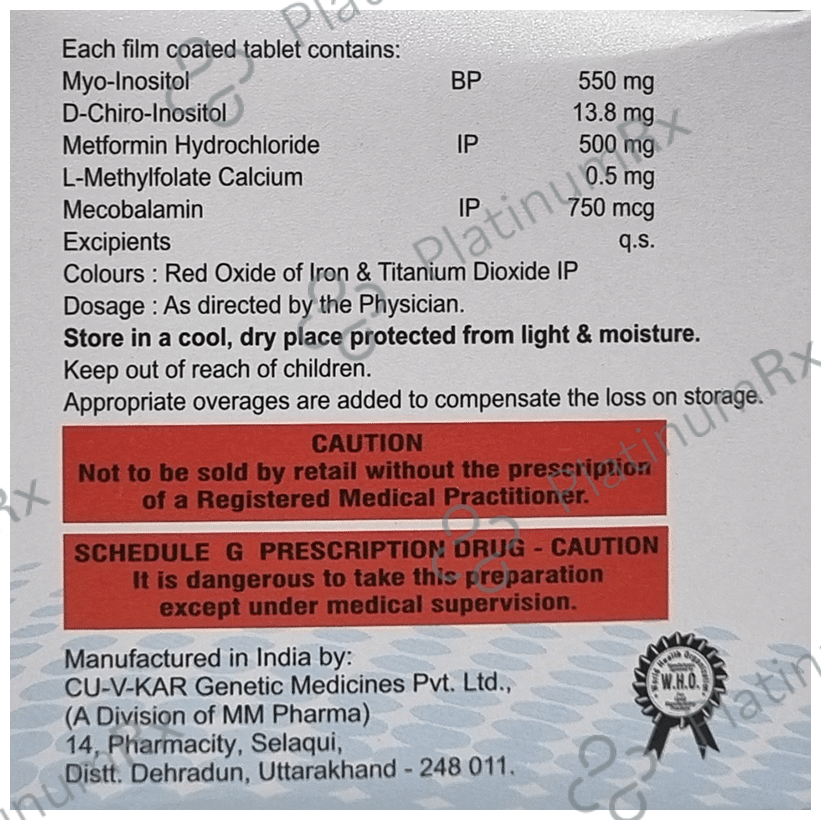 Each film coated tablet contains:
Myo-Inositol BP 550 mg
D-Chiro-Inositol 13.8 mg
Metformin Hydrochloride IP 500 mg
L-Methylfolate Calcium 0.5 mg
Mecobalamin IP 750 mcg
Excipients q.s.
Colours : Red Oxide of Iron & Titanium Dioxide IP
Dosage : As directed by the Physician.
Store in a cool, dry place protected from light & moisture.
Keep out of reach of children.
Appropriate overages are added to compensate the loss on storage.
CAUTION
Not to be sold by retail without the prescription
of a Registered Medical Practitioner.
SCHEDULE G PRESCRIPTION DRUG - CAUTION
It is dangerous to take this preparation
except under medical supervision.
Manufactured in India by:
CU-V-KAR Genetic Medicines Pvt. Ltd.,
(A Division of MM Pharma)
14, Pharmacity, Selaqui,
Distt. Dehradun, Uttarakhand - 248 011.
World Health Organization
W.H.O.
PlatinumRx
PlatinumRx